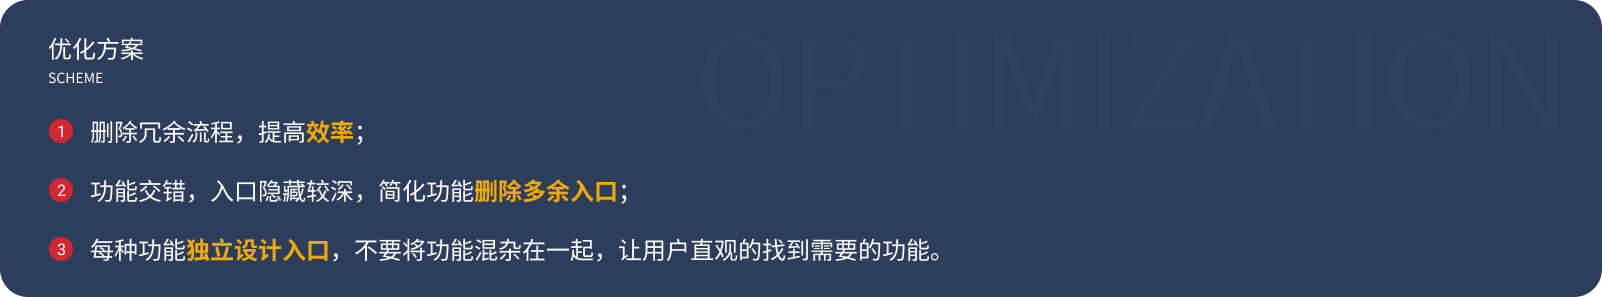 优化方案
SCHEME
OPTIMIZATION
1 删除冗余流程，提高效率；
2 功能交错，入口隐藏较深，简化功能删除多余入口；
3 每种功能独立设计入口，不要将功能混杂在一起，让用户直观的找到需要的功能。